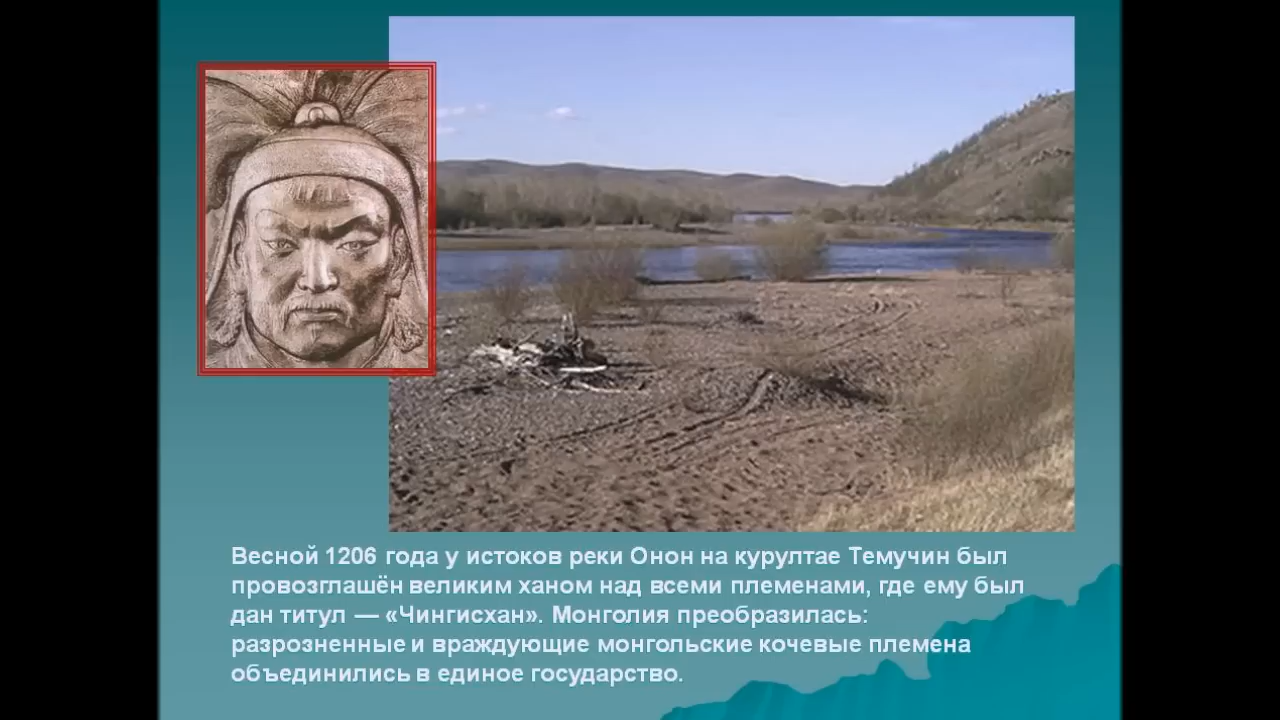 Весной 1206 года у истоков реки Онон на курултае Темучин был
провозглашён великим ханом над всеми племенами, где ему был
дан титул — «Чингисхан». Монголия преобразилась:
разрозненные и враждующие монгольские кочевые племена
объединились в единое государство.